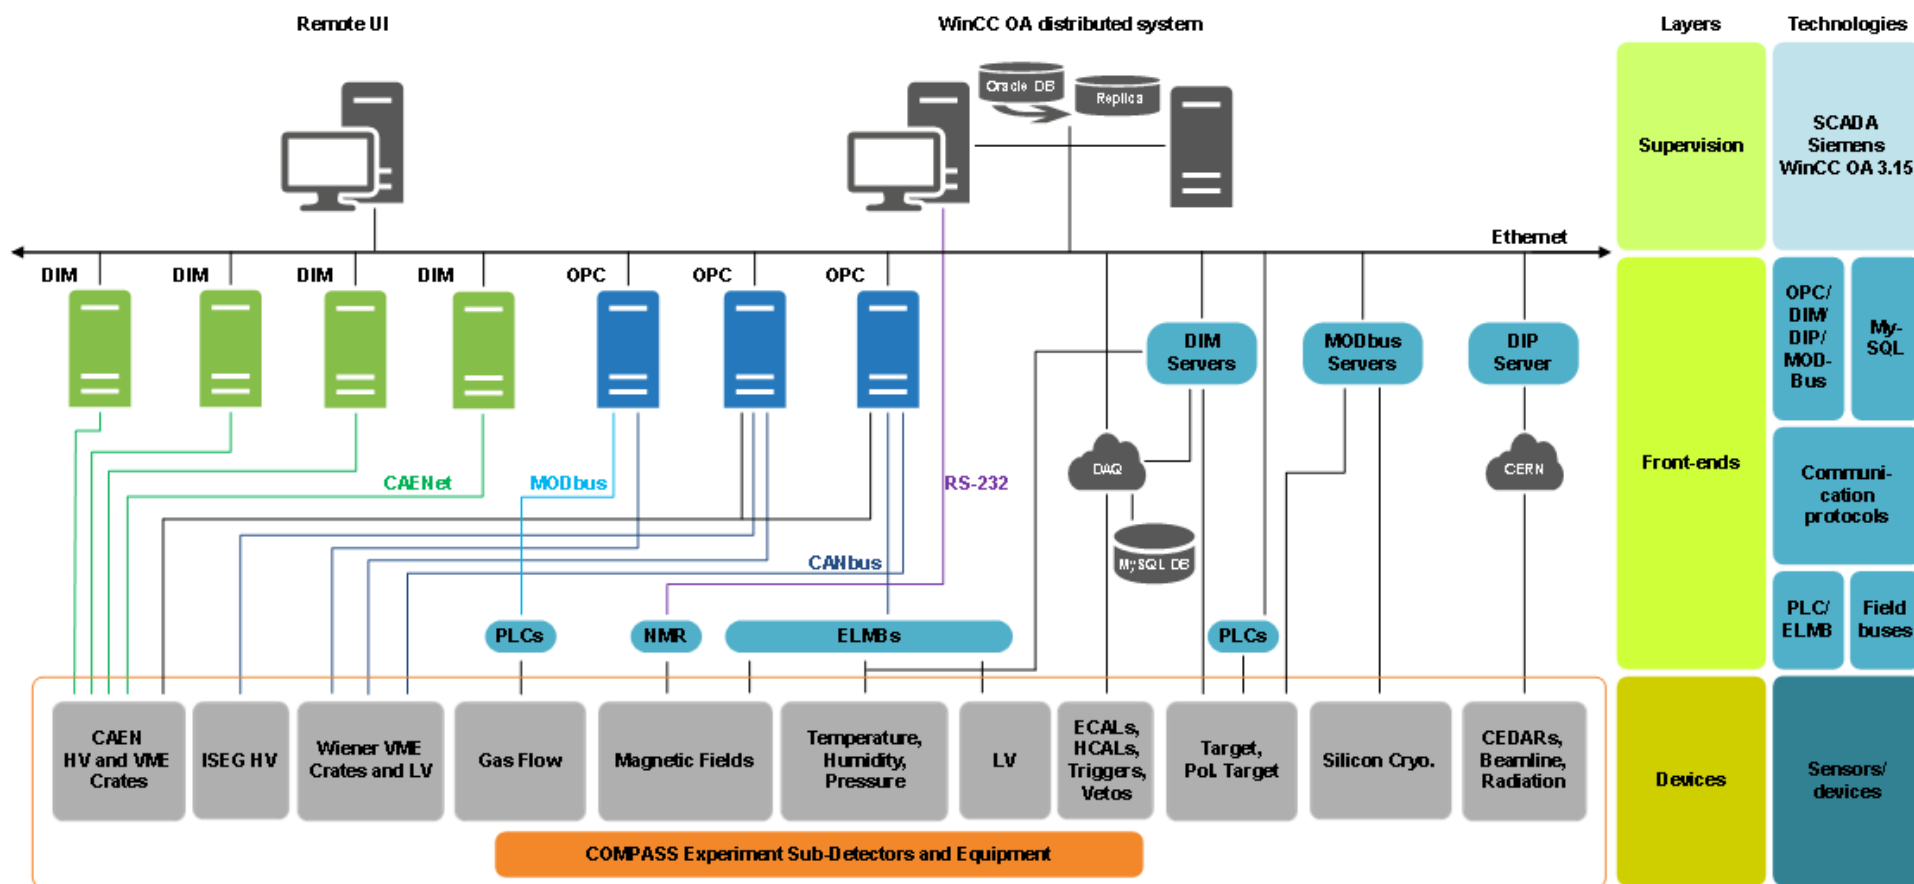 Remote UI
WinCC OA distributed system
Layers
Technologies
Oracle DB
Replica
Supervision
SCADA
Siemens
WinCC OA 3.15
Ethernet
DIM
DIM
DIM
DIM
OPC
OPC
OPC
DIM
Servers
MODbus
Servers
DIP
Server
OPC/
DIM/
DIP/
MOD-
Bus
My-
SQL
CAENet
MODbus
RS-232
DAQ
CERN
Front-ends
Communi-
cation
protocols
CANbus
MySQL DB
PLCs
NMR
ELMBs
PLCs
PLC/
ELMB
Field
buses
CAEN
HV and VME
Crates
ISEG HV
Wiener VME
Crates and LV
Gas Flow
Magnetic Fields
Temperature,
Humidity,
Pressure
LV
ECALs,
HCALs,
Triggers,
Vetos
Target,
Pol. Target
Silicon Cryo.
CEDARs,
Beamline,
Radiation
Devices
Sensors/
devices
COMPASS Experiment Sub-Detectors and Equipment